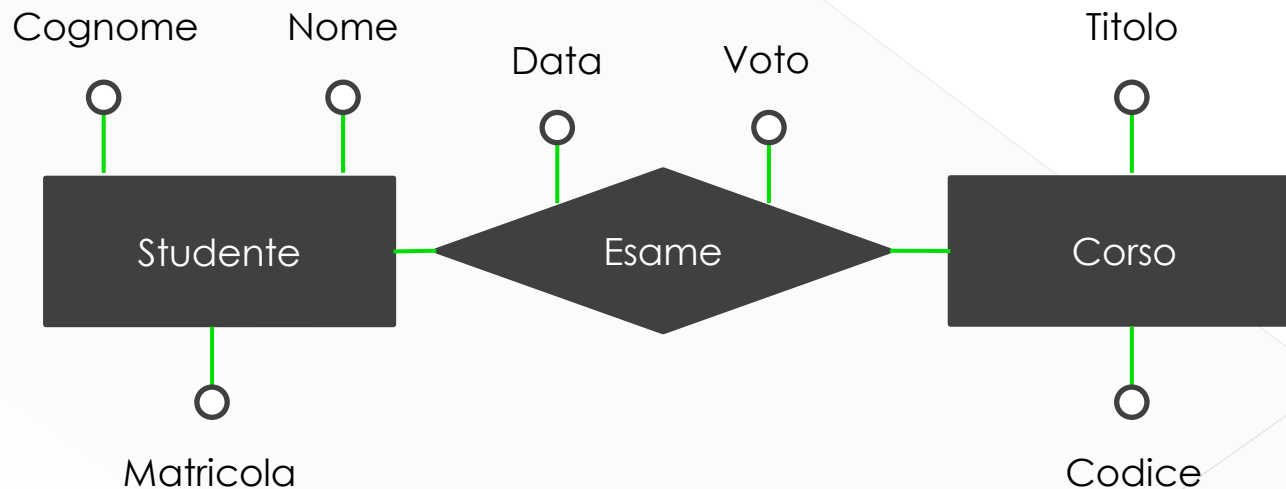 Cognome
Nome
Data
Voto
Titolo
Studente
Esame
Corso
Matricola
Codice